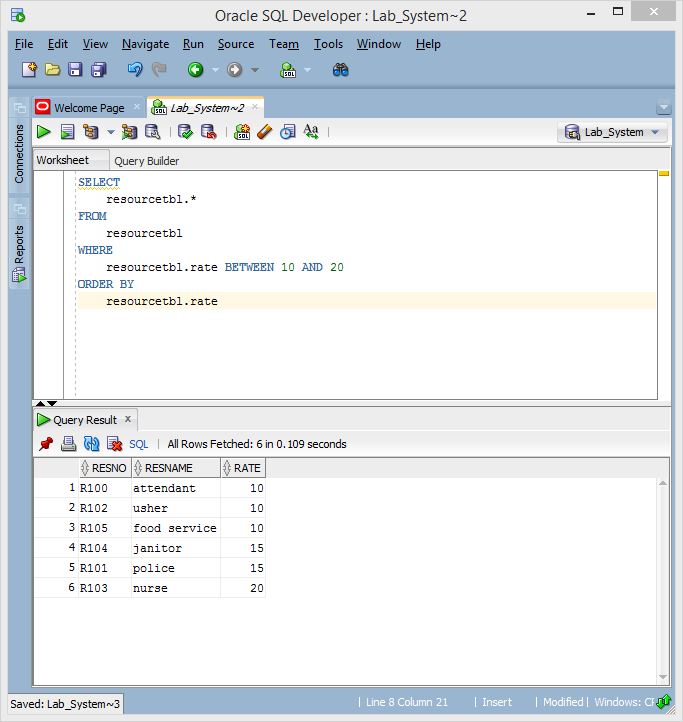 Oracle SQL Developer : Lab_System~2
File Edit View Navigate Run Source Team Tools Window Help
SQL
Connections
Reports
Welcome Page Lab_System~2
Lab_System
Worksheet Query Builder
SELECT
resourcetbl.*
FROM
resourcetbl
WHERE
resourcetbl.rate BETWEEN 10 AND 20
ORDER BY
resourcetbl.rate
Query Result x
SQL | All Rows Fetched: 6 in 0.109 seconds
RESNO RESNAME RATE
1 R100 attendant 10
2 R102 usher 10
3 R105 food service 10
4 R104 janitor 15
5 R101 police 15
6 R103 nurse 20
Saved: Lab_System~3
Line 8 Column 21 Insert Modified Windows: